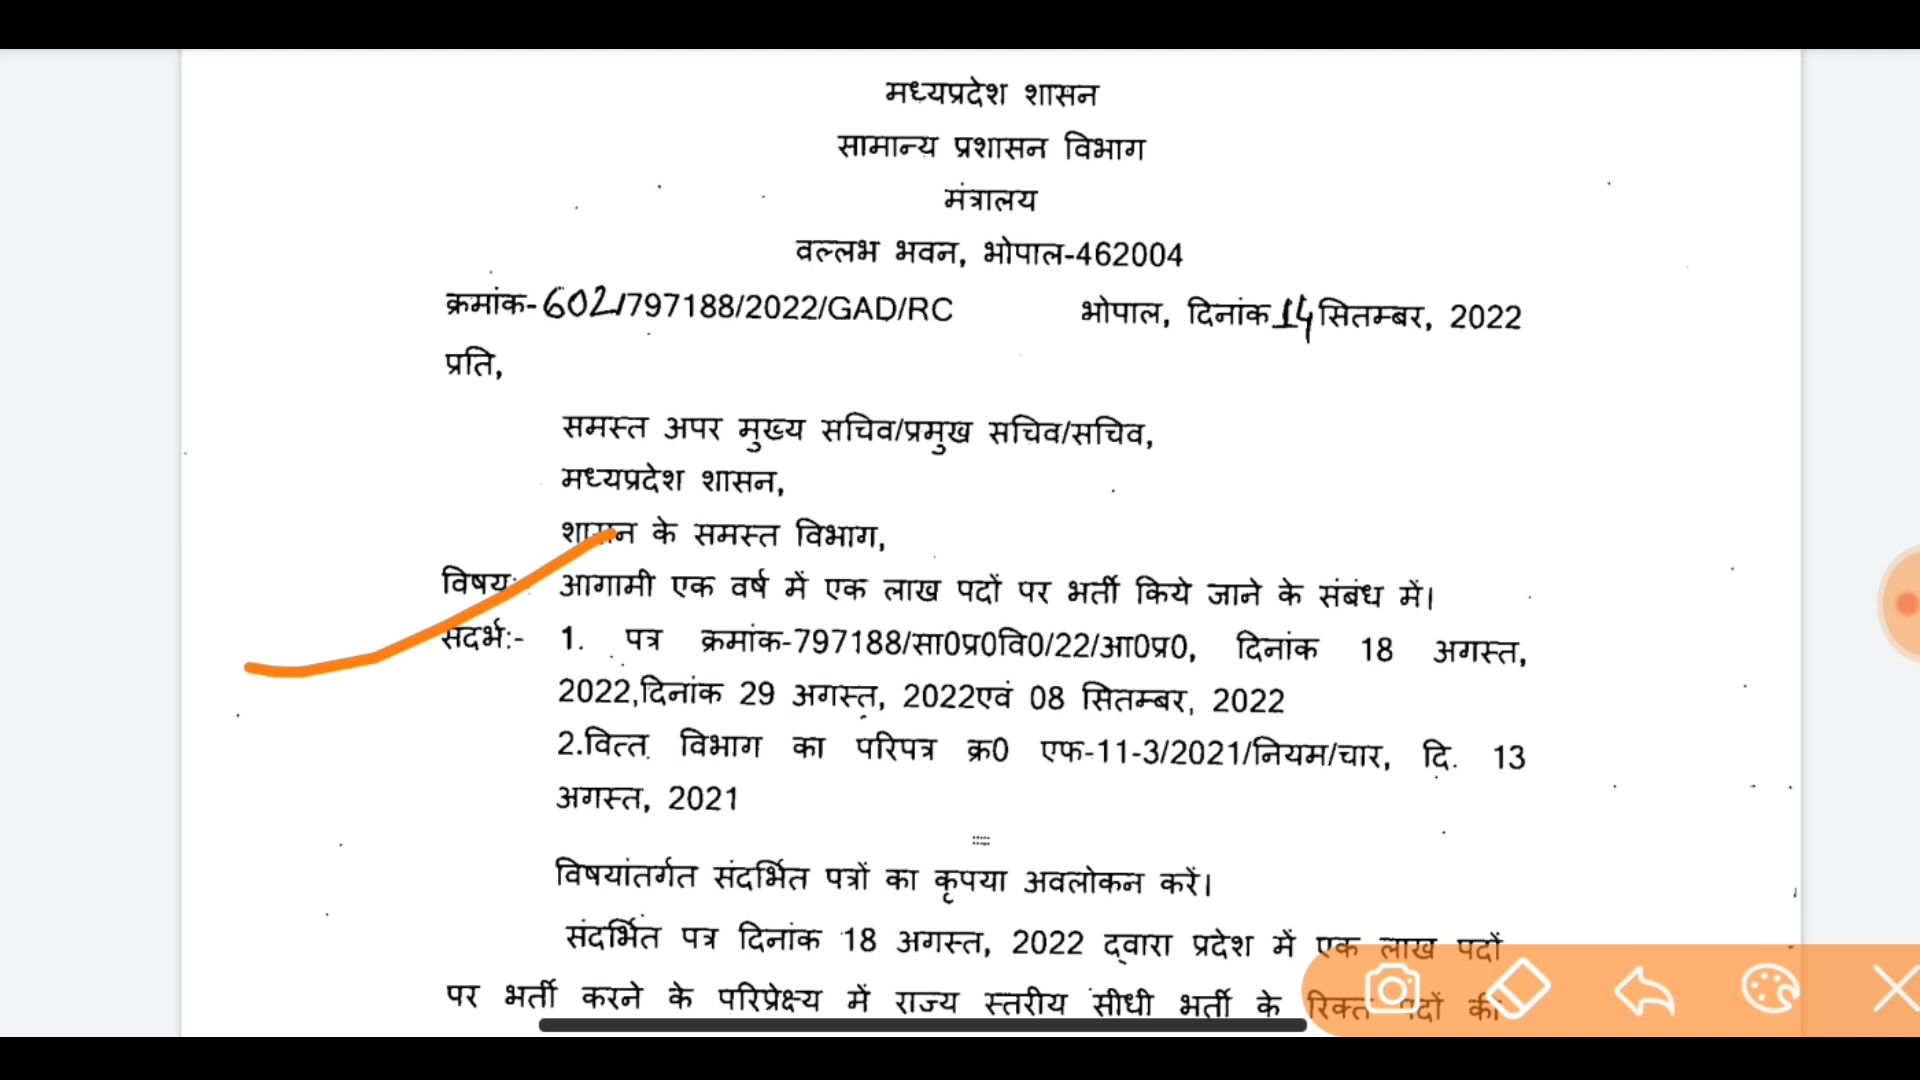 मध्यप्रदेश शासन
सामान्य प्रशासन विभाग
मंत्रालय
वल्लभ भवन, भोपाल-462004
क्रमांक-602/797188/2022/GAD/RC भोपाल, दिनांक 14 सितम्बर, 2022
प्रति,
समस्त अपर मुख्य सचिव/प्रमुख सचिव/सचिव,
मध्यप्रदेश शासन,
शासन के समस्त विभाग,
विषय:- आगामी एक वर्ष में एक लाख पदों पर भर्ती किये जाने के संबंध में।
संदर्भ:- 1. पत्र क्रमांक-797188/सा0प्र0वि0/22/आ0प्र0, दिनांक 18 अगस्त,
2022,दिनांक 29 अगस्त, 2022एवं 08 सितम्बर, 2022
2.वित्त विभाग का परिपत्र क्र0 एफ-11-3/2021/नियम/चार, दि. 13
अगस्त, 2021
विषयांतर्गत संदर्भित पत्रों का कृपया अवलोकन करें।
संदर्भित पत्र दिनांक 18 अगस्त, 2022 द्वारा प्रदेश में एक लाख पदों
पर भर्ती करने के परिप्रेक्ष्य में राज्य स्तरीय सीधी भर्ती के रिक्त पदों की